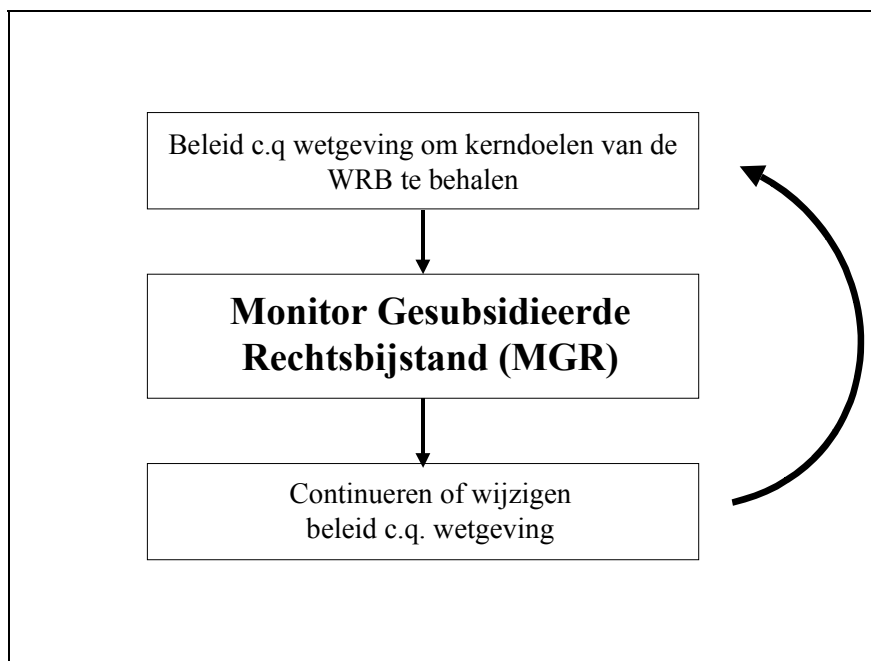 Beleid c.q wetgeving om kerndoelen van de
WRB te behalen
Monitor Gesubsidieerde
Rechtsbijstand (MGR)
Continueren of wijzigen
beleid c.q. wetgeving